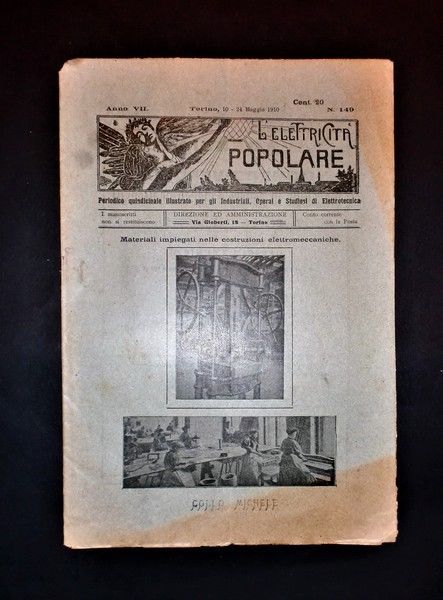 Anno VII. Torino, 10 - 24 Maggio 1910 Cent. 20 N. 149
L'ELETTRICITÀ
POPOLARE
Periodico quindicinale illustrato per gli Industriali, Operai e Studiosi di Elettrotecnica
I manoscritti non si restituiscono
DIREZIONE ED AMMINISTRAZIONE
Via Gioberti, 18 — Torino
Conto corrente con la Posta
Materiali impiegati nelle costruzioni elettromeccaniche.
MICHELE